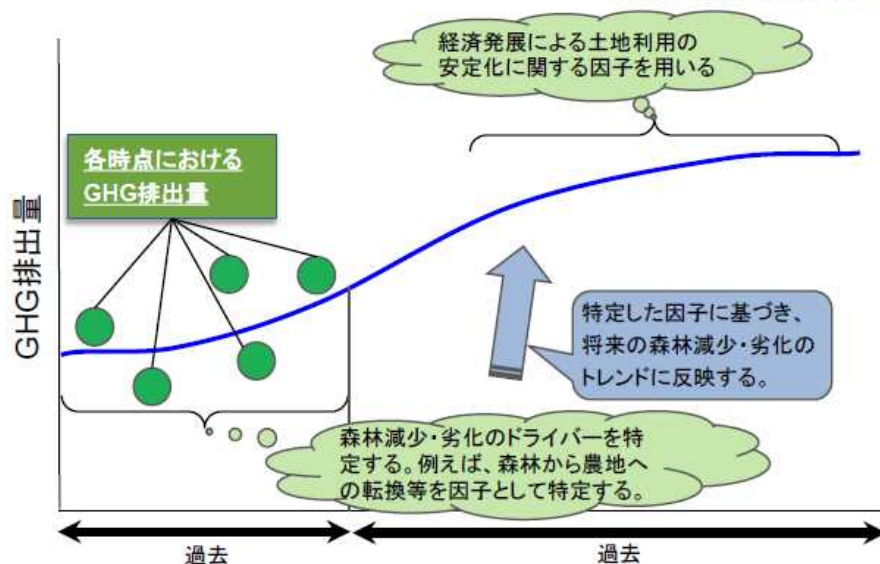 経済発展による土地利用の
安定化に関する因子を用いる
各時点における
GHG排出量
GHG排出量
特定した因子に基づき、
将来の森林減少・劣化の
トレンドに反映する。
森林減少・劣化のドライバーを特
定する。例えば、森林から農地へ
の転換等を因子として特定する。
過去
過去